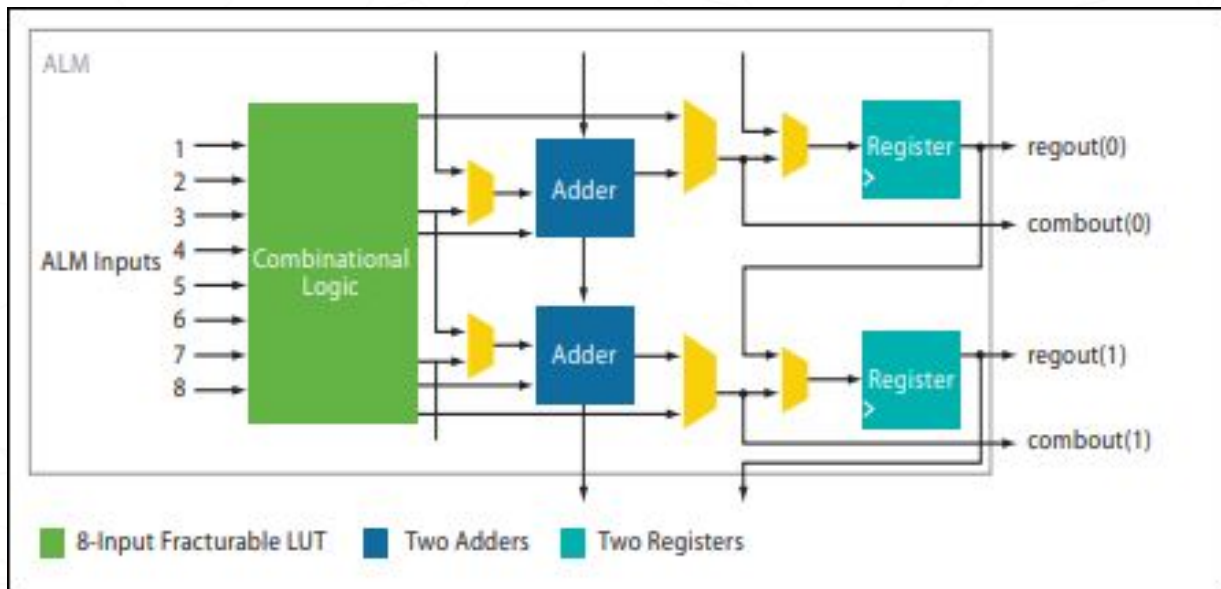 ALM
ALM Inputs
1
2
3
4
5
6
7
8
Combinational
Logic
Adder
Adder
Register
Register
regout(0)
combout(0)
regout(1)
combout(1)
8-Input Fracturable LUT
Two Adders
Two Registers